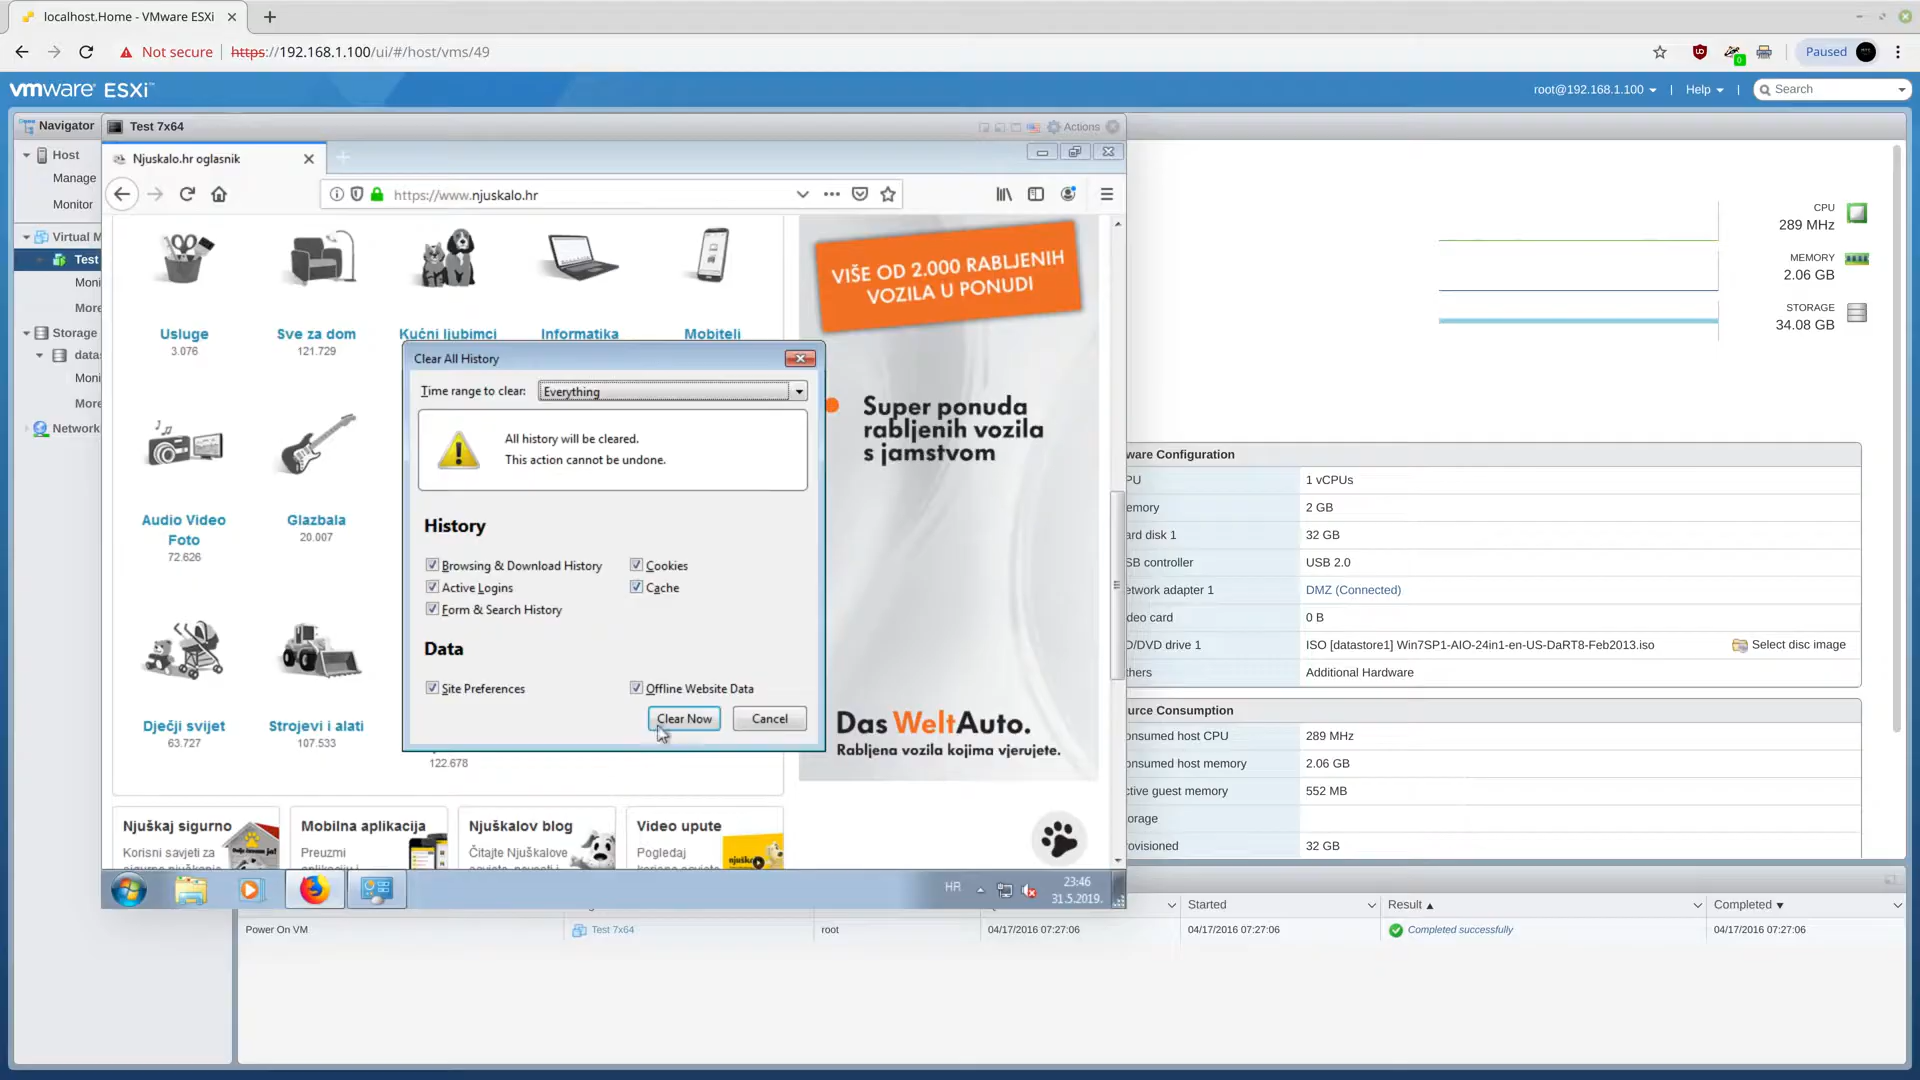 localhost.Home - VMware ESXi
Not secure
https://192.168.1.100/ui/#/host/vms/49
Paused
vmware ESXi™
root@192.168.1.100
Help
Search
Navigator
Host
Manage
Monitor
Virtual M
Test
Moni
More
Storage
datas
Moni
More
Network
Test 7x64
Actions
Njuskalo.hr oglasnik
https://www.njuskalo.hr
Usluge
3.076
Sve za dom
121.729
Kućni ljubimci
Informatika
Mobiteli
Audio Video
Foto
72.626
Glazbala
20.007
Dječji svijet
63.727
Strojevi i alati
107.533
122.678
Clear All History
Time range to clear:
Everything
All history will be cleared.
This action cannot be undone.
History
Browsing & Download History
Cookies
Active Logins
Cache
Form & Search History
Data
Site Preferences
Offline Website Data
Clear Now
Cancel
VIŠE OD 2.000 RABLJENIH
VOZILA U PONUDI
Super ponuda
rabljenih vozila
s jamstvom
Das WeltAuto.
Rabljena vozila kojima vjerujete.
Njuškaj sigurno
Korisni savjeti za
Mobilna aplikacija
Preuzmi
Njuškalov blog
Čitajte Njuškalove
Video upute
Pogledaj
HR
23:46
31.5.2019.
CPU
289 MHz
MEMORY
2.06 GB
STORAGE
34.08 GB
ware Configuration
PU
1 vCPUs
emory
2 GB
ard disk 1
32 GB
SB controller
USB 2.0
etwork adapter 1
DMZ (Connected)
deo card
0 B
D/DVD drive 1
ISO [datastore1] Win7SP1-AIO-24in1-en-US-DaRT8-Feb2013.iso
Select disc image
thers
Additional Hardware
urce Consumption
onsumed host CPU
289 MHz
onsumed host memory
2.06 GB
ctive guest memory
552 MB
orage
rovisioned
32 GB
Started
Result
Completed
Power On VM
Test 7x64
root
04/17/2016 07:27:06
04/17/2016 07:27:06
Completed successfully
04/17/2016 07:27:06